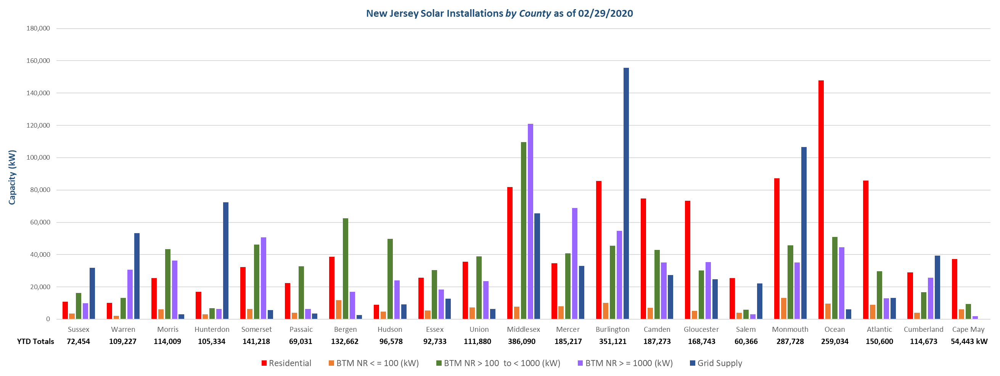 New Jersey Solar Installations by County as of 02/29/2020
Capacity (kW)
180,000
160,000
140,000
120,000
100,000
80,000
60,000
40,000
20,000
0
Sussex Warren Morris Hunterdon Somerset Passaic Bergen Hudson Essex Union Middlesex Mercer Burlington Camden Gloucester Salem Monmouth Ocean Atlantic Cumberland Cape May
YTD Totals 72,454 109,227 114,009 105,334 141,218 69,031 132,662 96,578 92,733 111,880 386,090 185,217 351,121 187,273 168,743 60,366 287,728 259,034 150,600 114,673 54,443 kW
Residential BTM NR < = 100 (kW) BTM NR > 100 to < 1000 (kW) BTM NR > = 1000 (kW) Grid Supply